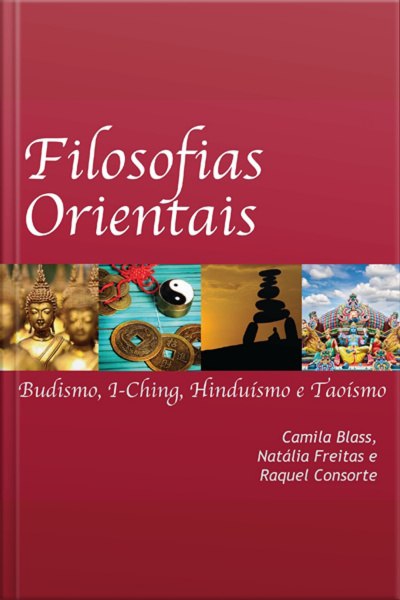 Filosofias
Orientais
Budismo, I-Ching, Hinduísmo e Taoísmo
Camila Blass,
Natália Freitas e
Raquel Consorte